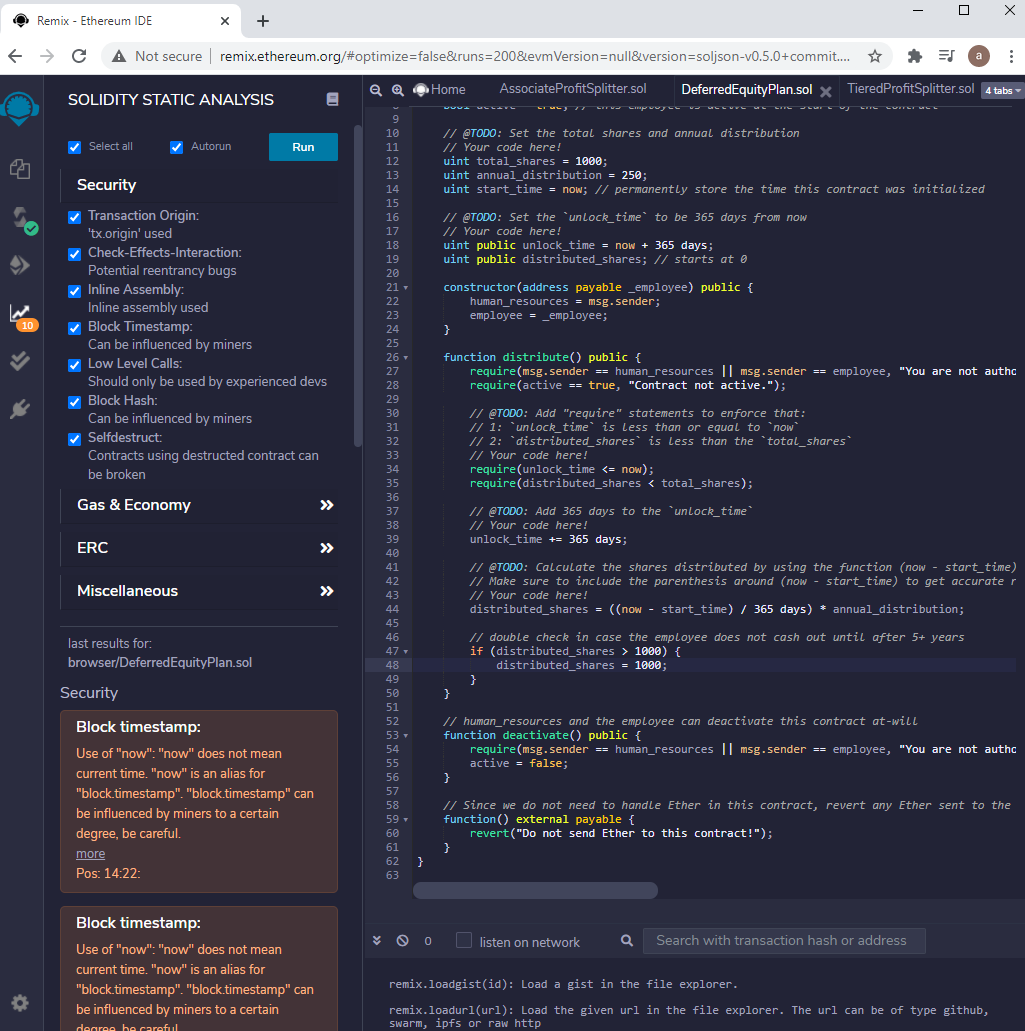 Remix - Ethereum IDE
Not secure | remix.ethereum.org/#optimize=false&runs=200&evmVersion=null&version=soljson-v0.5.0+commit....
a
SOLIDITY STATIC ANALYSIS
Select all
Autorun
Run
Security
Transaction Origin:
'tx.origin' used
Check-Effects-Interaction:
Potential reentrancy bugs
Inline Assembly:
Inline assembly used
Block Timestamp:
Can be influenced by miners
Low Level Calls:
Should only be used by experienced devs
Block Hash:
Can be influenced by miners
Selfdestruct:
Contracts using destructed contract can
be broken
Gas & Economy
ERC
Miscellaneous
last results for:
browser/DeferredEquityPlan.sol
Security
Block timestamp:
Use of "now": "now" does not mean
current time. "now" is an alias for
"block.timestamp". "block.timestamp" can
be influenced by miners to a certain
degree, be careful.
more
Pos: 14:22:
Block timestamp:
Use of "now": "now" does not mean
current time. "now" is an alias for
"block.timestamp". "block.timestamp" can
be influenced by miners to a certain
degree, be careful.
10
Home
AssociateProfitSplitter.sol
DeferredEquityPlan.sol
TieredProfitSplitter.sol
4 tabs
8 bool active = true; // this employee is active at the start of the contract
9
10 // @TODO: Set the total shares and annual distribution
11 // Your code here!
12 uint total_shares = 1000;
13 uint annual_distribution = 250;
14 uint start_time = now; // permanently store the time this contract was initialized
15
16 // @TODO: Set the `unlock_time` to be 365 days from now
17 // Your code here!
18 uint public unlock_time = now + 365 days;
19 uint public distributed_shares; // starts at 0
20
21 constructor(address payable _employee) public {
22 human_resources = msg.sender;
23 employee = _employee;
24 }
25
26 function distribute() public {
27 require(msg.sender == human_resources || msg.sender == employee, "You are not autho
28 require(active == true, "Contract not active.");
29
30 // @TODO: Add "require" statements to enforce that:
31 // 1: `unlock_time` is less than or equal to `now`
32 // 2: `distributed_shares` is less than the `total_shares`
33 // Your code here!
34 require(unlock_time <= now);
35 require(distributed_shares < total_shares);
36
37 // @TODO: Add 365 days to the `unlock_time`
38 // Your code here!
39 unlock_time += 365 days;
40
41 // @TODO: Calculate the shares distributed by using the function (now - start_time)
42 // Make sure to include the parenthesis around (now - start_time) to get accurate r
43 // Your code here!
44 distributed_shares = ((now - start_time) / 365 days) * annual_distribution;
45
46 // double check in case the employee does not cash out until after 5+ years
47 if (distributed_shares > 1000) {
48 distributed_shares = 1000;
49 }
50 }
51
52 // human_resources and the employee can deactivate this contract at-will
53 function deactivate() public {
54 require(msg.sender == human_resources || msg.sender == employee, "You are not autho
55 active = false;
56 }
57
58 // Since we do not need to handle Ether in this contract, revert any Ether sent to the
59 function() external payable {
60 revert("Do not send Ether to this contract!");
61 }
62 }
63
0
listen on network
Search with transaction hash or address
remix.loadgist(id): Load a gist in the file explorer.
remix.loadurl(url): Load the given url in the file explorer. The url can be of type github,
swarm, ipfs or raw http